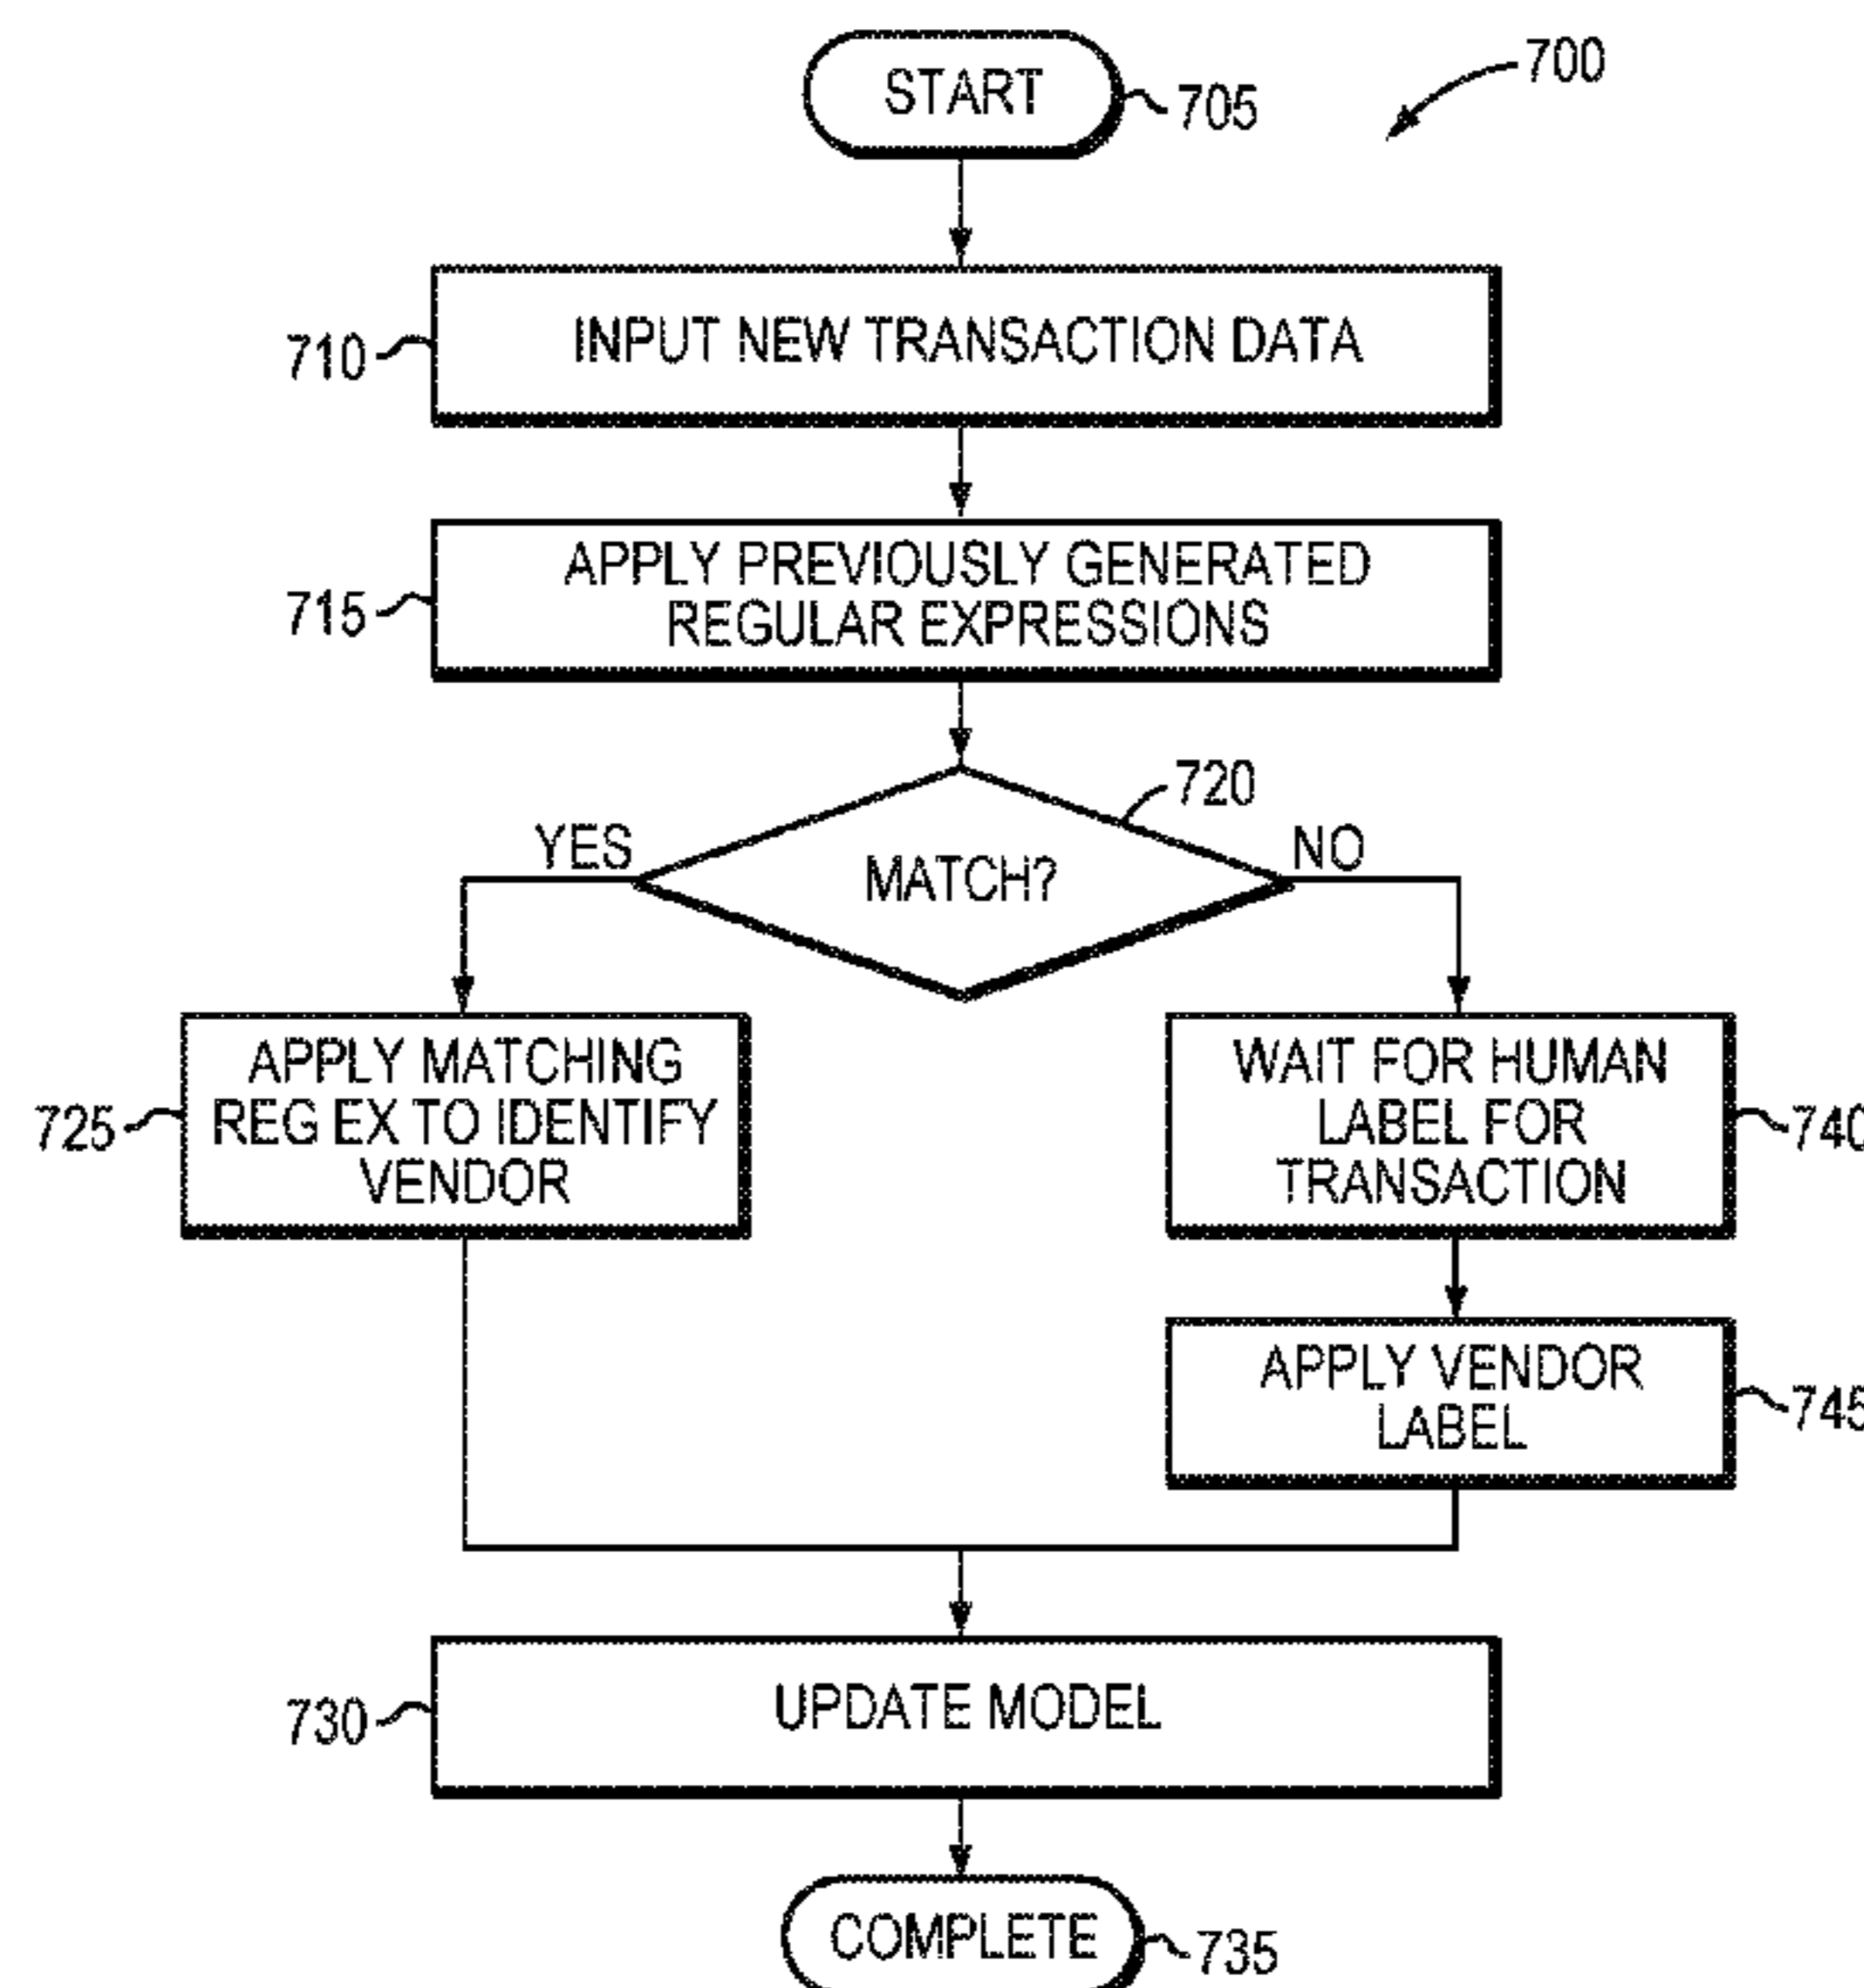 START
705
700
INPUT NEW TRANSACTION DATA
710
APPLY PREVIOUSLY GENERATED
REGULAR EXPRESSIONS
715
720
YES
MATCH?
NO
APPLY MATCHING
REG EX TO IDENTIFY
VENDOR
725
WAIT FOR HUMAN
LABEL FOR
TRANSACTION
740
APPLY VENDOR
LABEL
745
UPDATE MODEL
730
COMPLETE
735